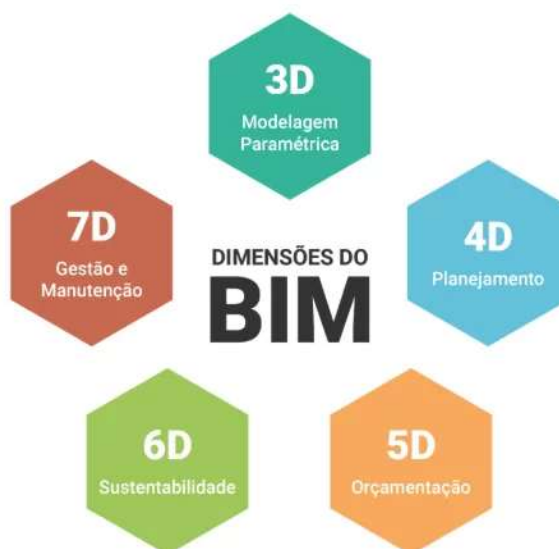 3D
Modelagem
Paramétrica
7D
Gestão e
Manutenção
DIMENSÕES DO
BIM
4D
Planejamento
6D
Sustentabilidade
5D
Orçamentação